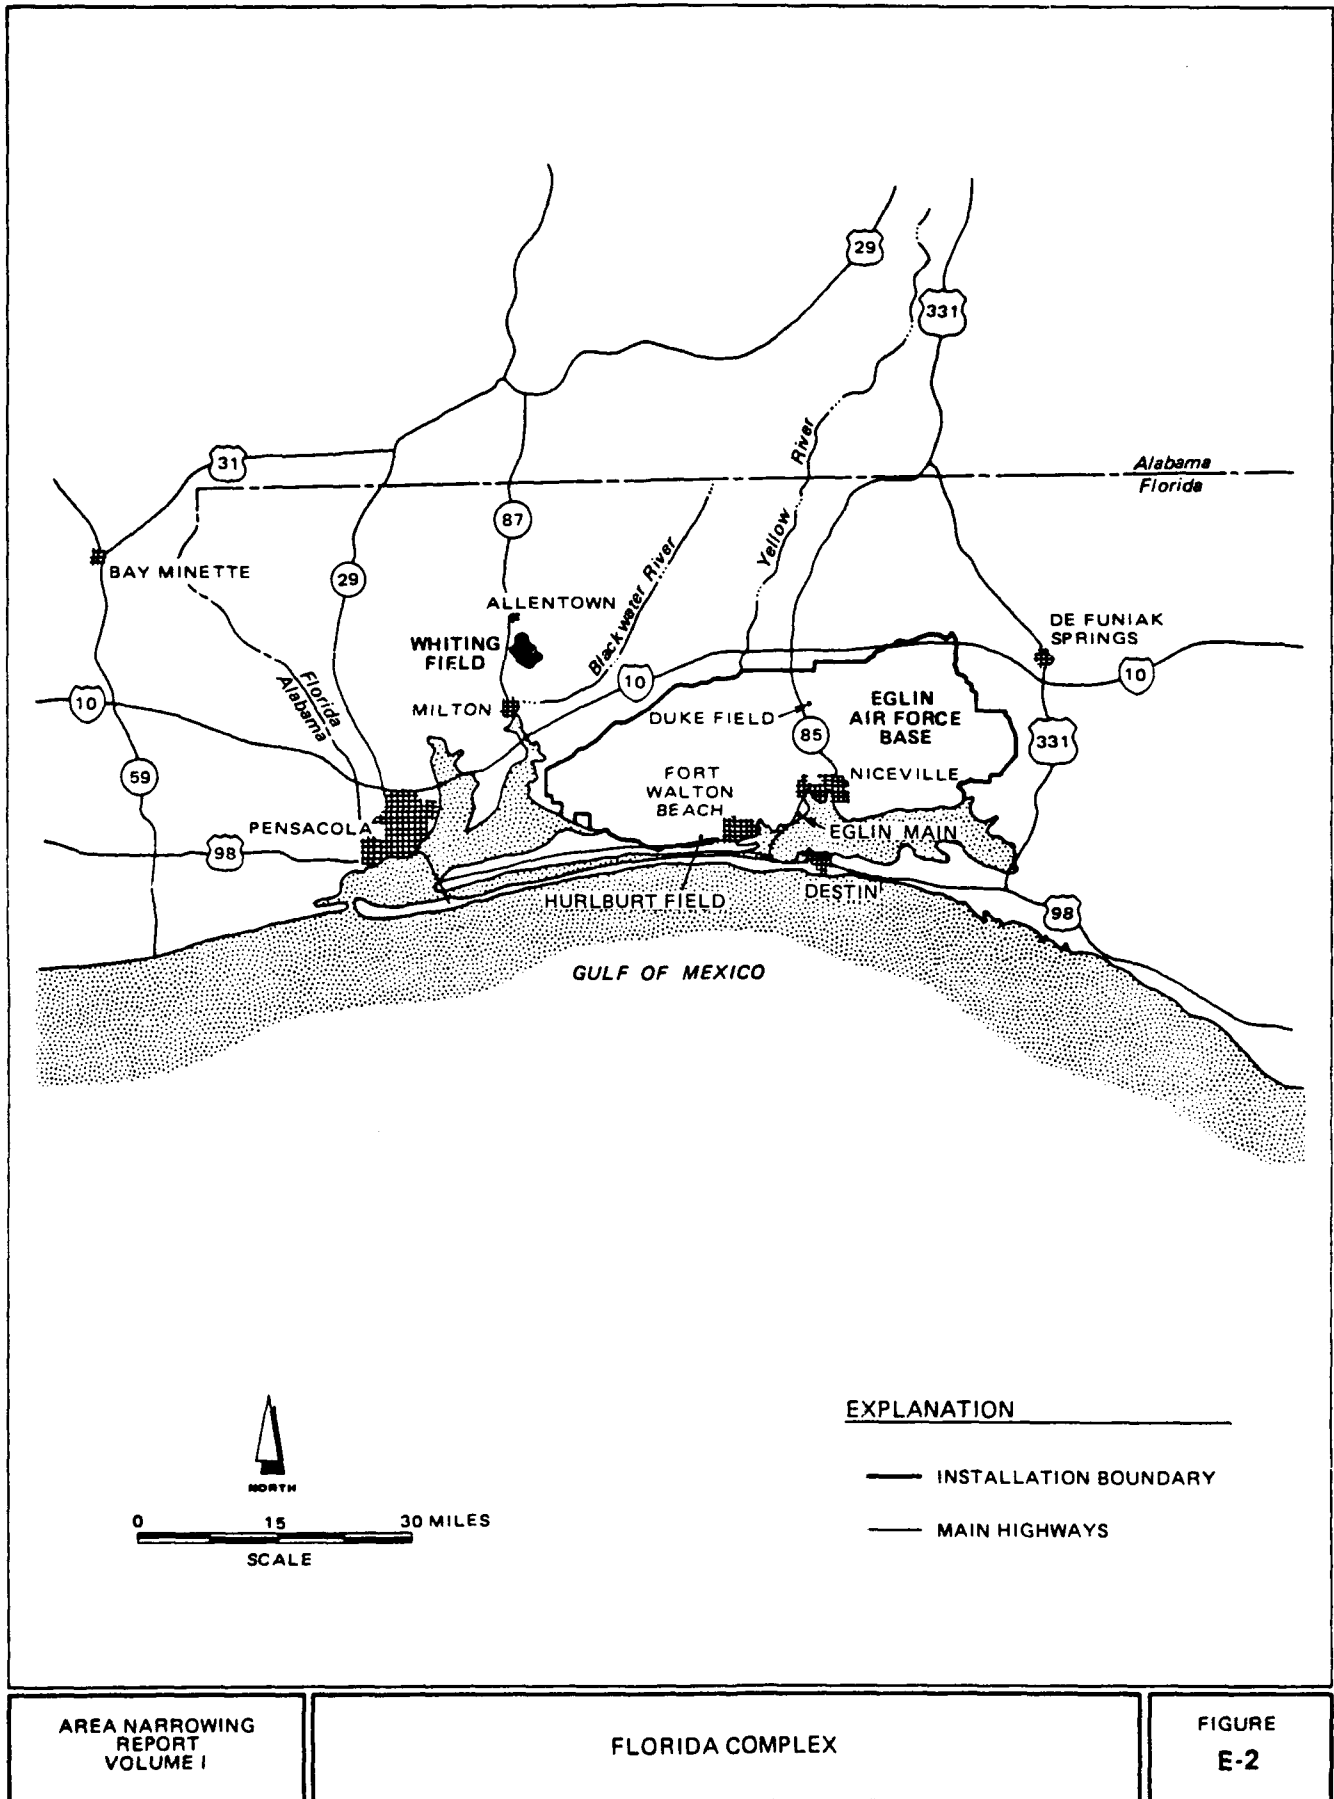 29
331
River
31
Alabama
Florida
87
Yellow
BAY MINETTE
29
Blackwater River
ALLENTOWN
WHITING
FIELD
DE FUNIAK
SPRINGS
10
10
Florida
Alabama
10
MILTON
DUKE FIELD
EGLIN
AIR FORCE
BASE
85
331
59
FORT
WALTON
BEACH
NICEVILLE
PENSACOLA
EGLIN MAIN
98
HURLBURT FIELD
DESTIN
98
GULF OF MEXICO
NORTH
0 15 30 MILES
SCALE
EXPLANATION
INSTALLATION BOUNDARY
MAIN HIGHWAYS
AREA NARROWING
REPORT
VOLUME I
FLORIDA COMPLEX
FIGURE
E-2